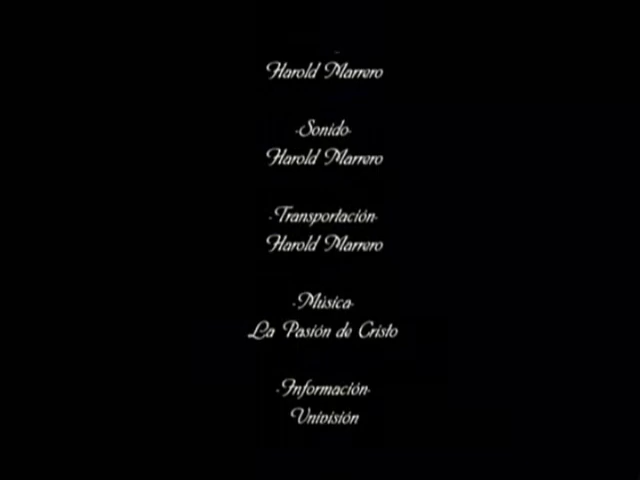 Harold Marrero
-Sonido-
Harold Marrero
-Transportación-
Harold Marrero
-Música-
La Pasión de Cristo
-Información-
Univisión